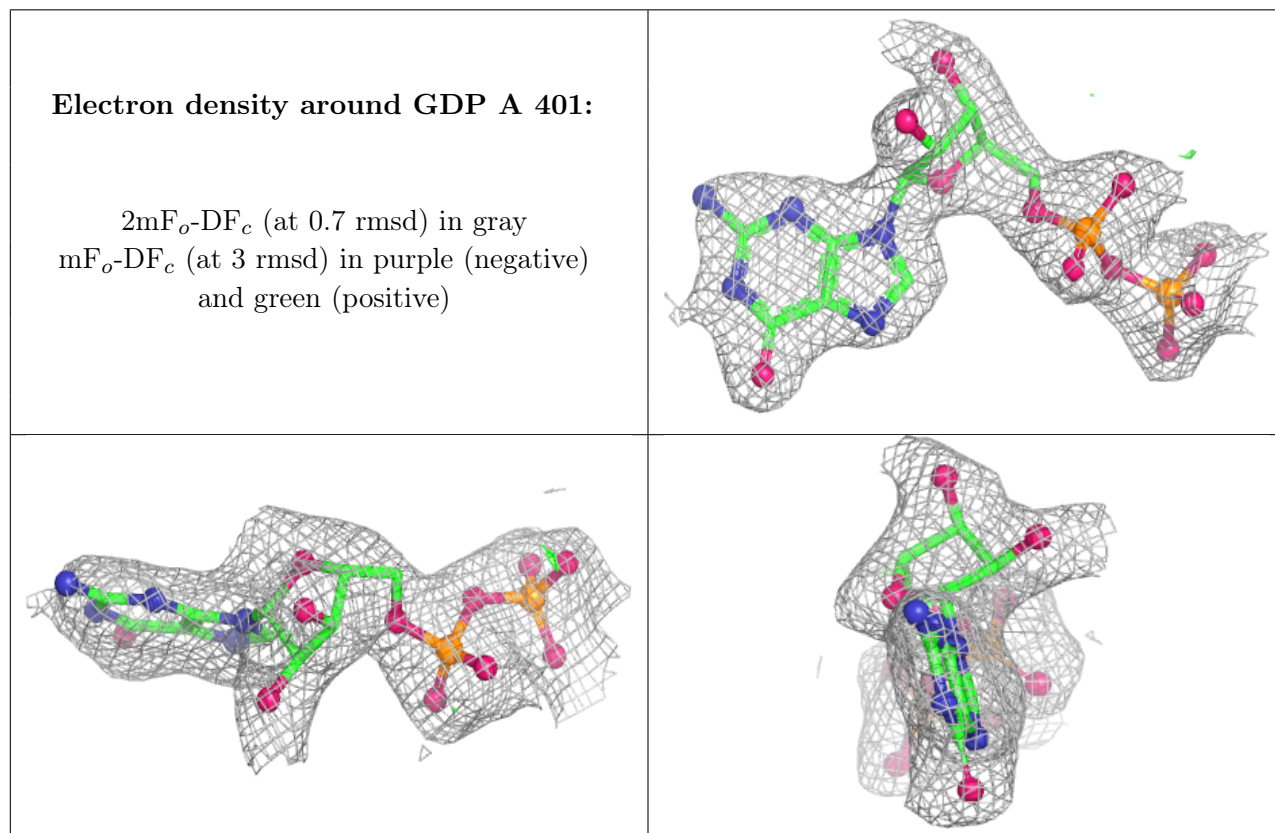 Electron density around GDP A 401:
2mFₒ-DF𝒸 (at 0.7 rmsd) in gray
mFₒ-DF𝒸 (at 3 rmsd) in purple (negative)
and green (positive)